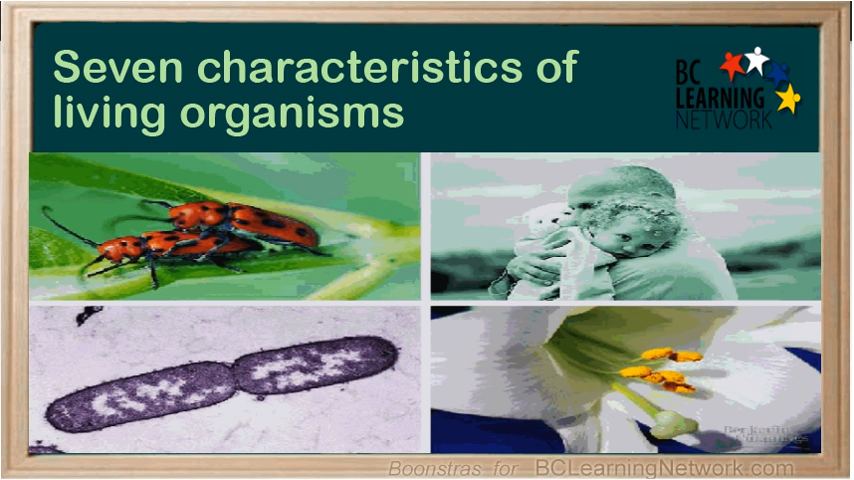 Seven characteristics of
living organisms
BC
LEARNING
NETWORK
Boonstras for BCLearningNetwork.com